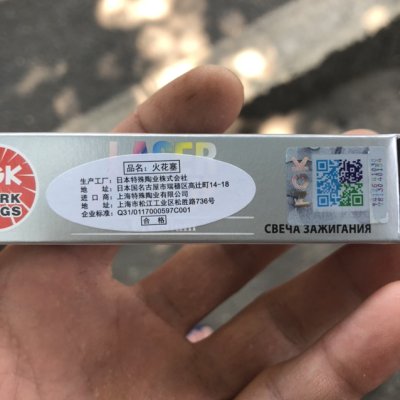 LASER
品名：火花塞
生产工厂：日本特殊陶业株式会社
地 址：日本国名古屋市瑞穗区高辻町14-18
进 口 商：上海特殊陶业有限公司
地 址：上海市松江工业区松胜路736号
企业标准：Q31/0117000597C001
合 格
NGK
СВЕЧА ЗАЖИГАНИЯ